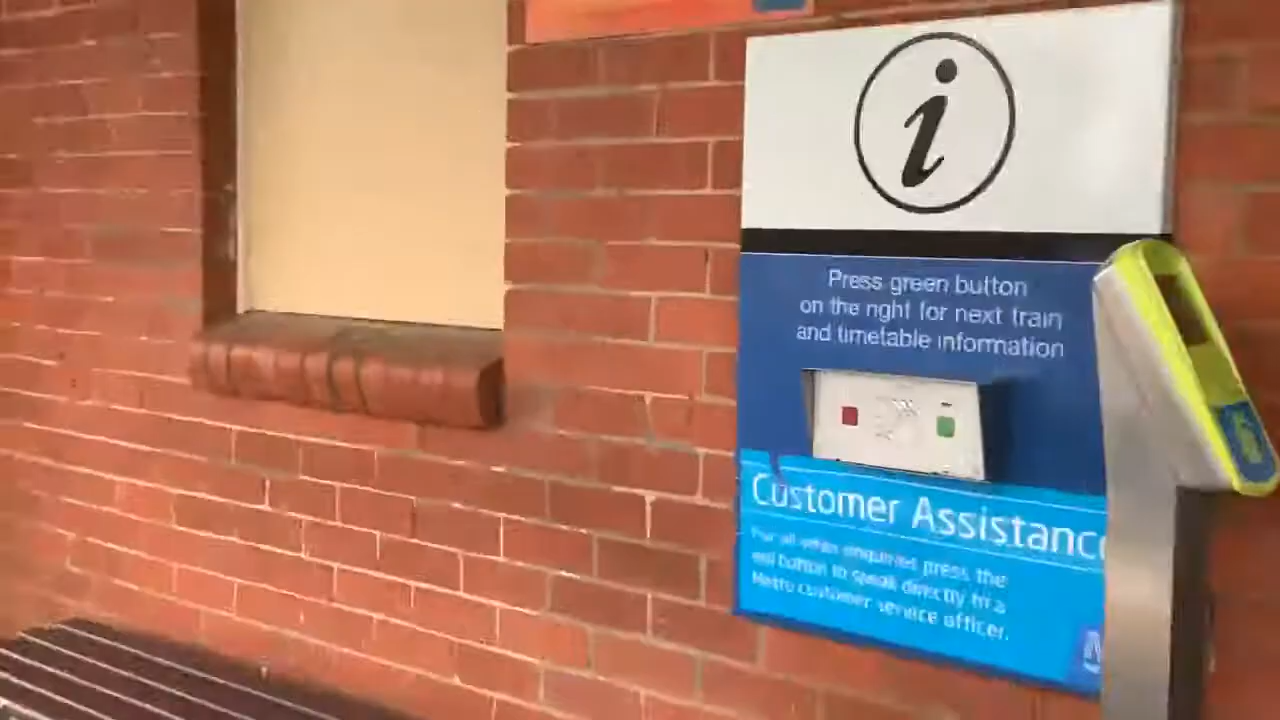 i
Press green button
on the right for next train
and timetable information
Customer Assistanc
For all other enquiries press the
red button to speak directly to a
Metro customer service officer.
M